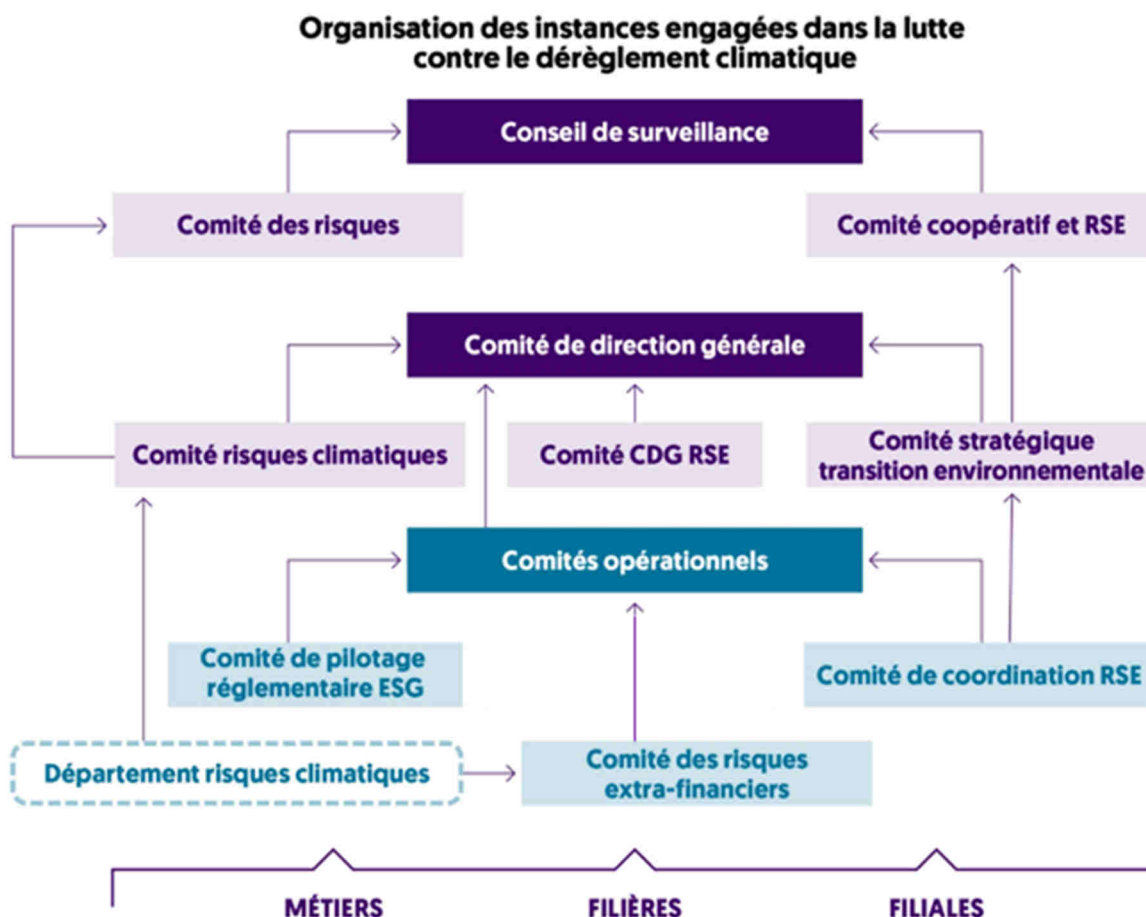 Organisation des instances engagées dans la lutte
contre le dérèglement climatique
Conseil de surveillance
Comité des risques
Comité coopératif et RSE
Comité de direction générale
Comité risques climatiques
Comité CDG RSE
Comité stratégique
transition environnementale
Comités opérationnels
Comité de pilotage
réglementaire ESG
Comité de coordination RSE
Département risques climatiques
Comité des risques
extra-financiers
MÉTIERS
FILIÈRES
FILIALES